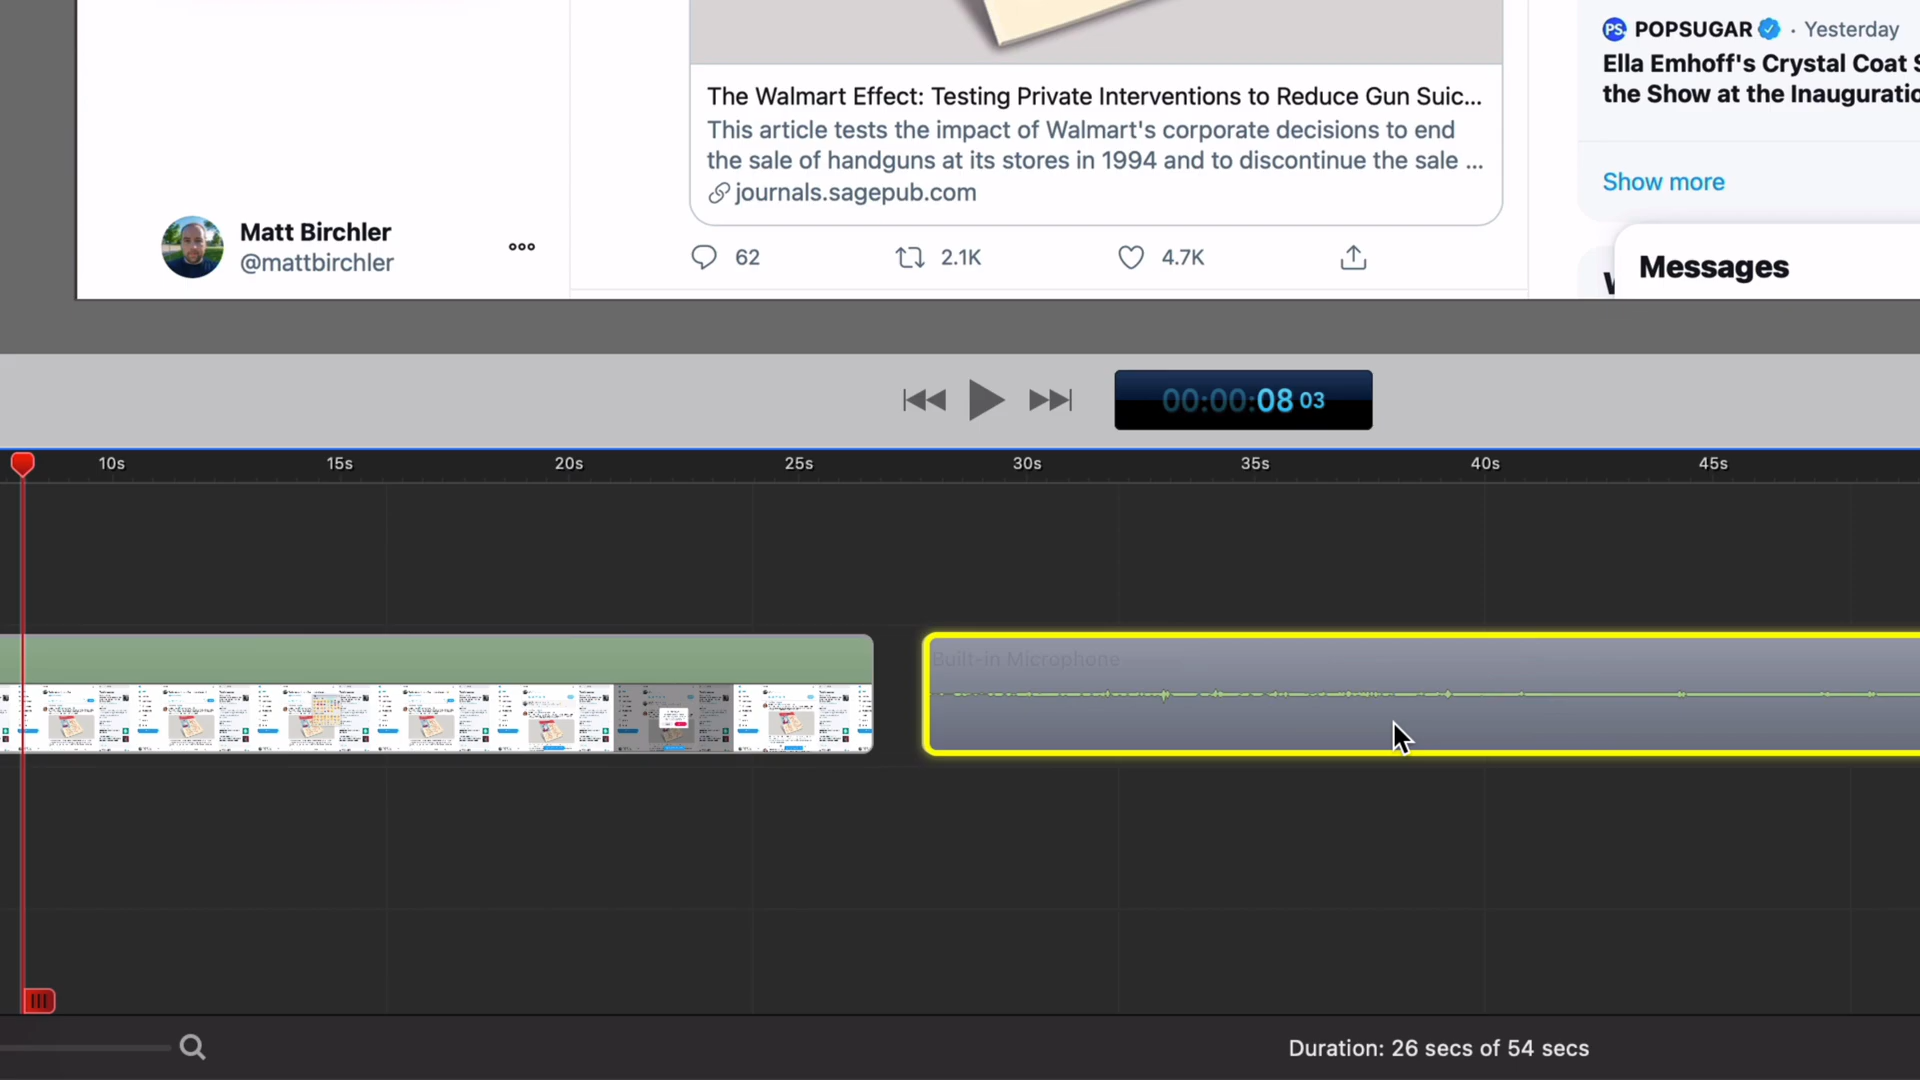 PS POPSUGAR · Yesterday
Ella Emhoff's Crystal Coat S
the Show at the Inauguratio
Show more
Messages
The Walmart Effect: Testing Private Interventions to Reduce Gun Suic...
This article tests the impact of Walmart's corporate decisions to end
the sale of handguns at its stores in 1994 and to discontinue the sale ...
journals.sagepub.com
Matt Birchler
@mattbirchler
62 2.1K 4.7K
00:00:08 03
10s 15s 20s 25s 30s 35s 40s 45s
Built-in Microphone
Duration: 26 secs of 54 secs